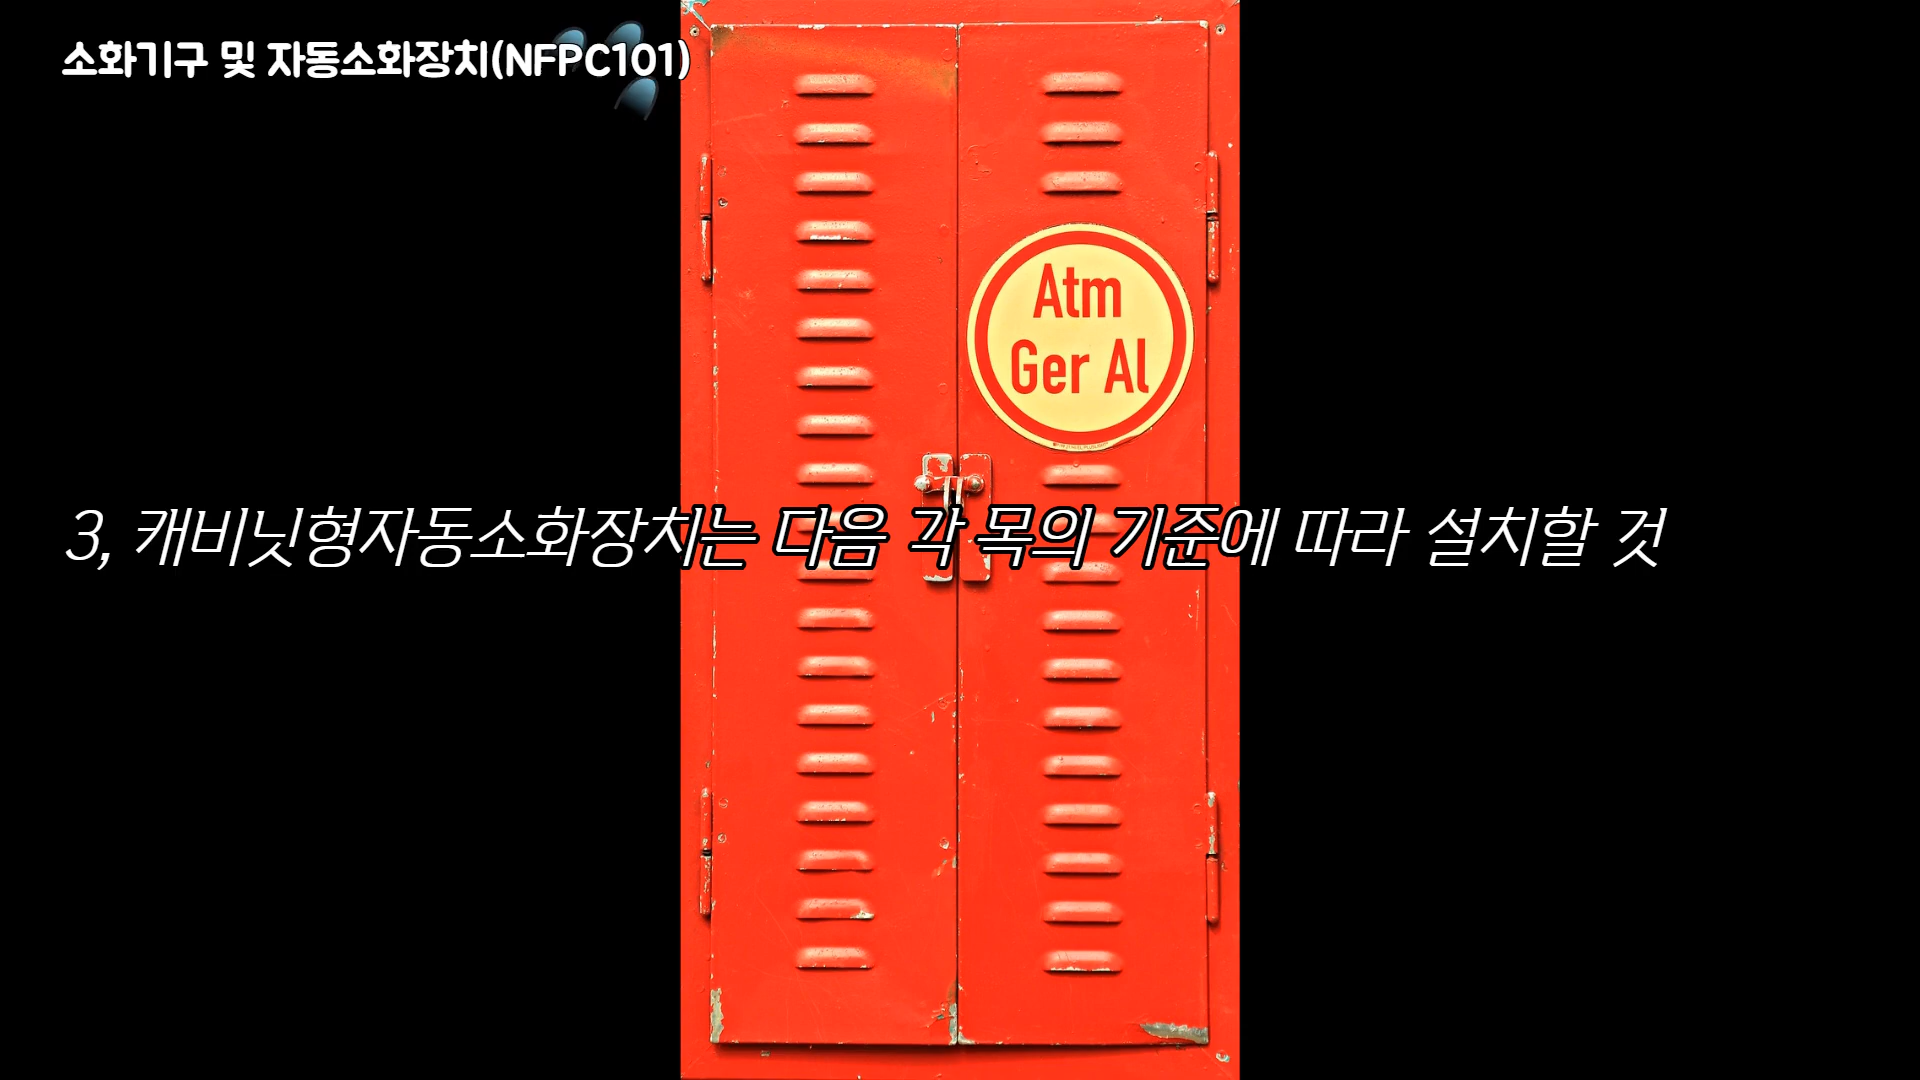 소화기구 및 자동소화장치(NFPC101)
Atm
Ger Al
3, 캐비닛형자동소화장치는 다음 각 목의 기준에 따라 설치할 것